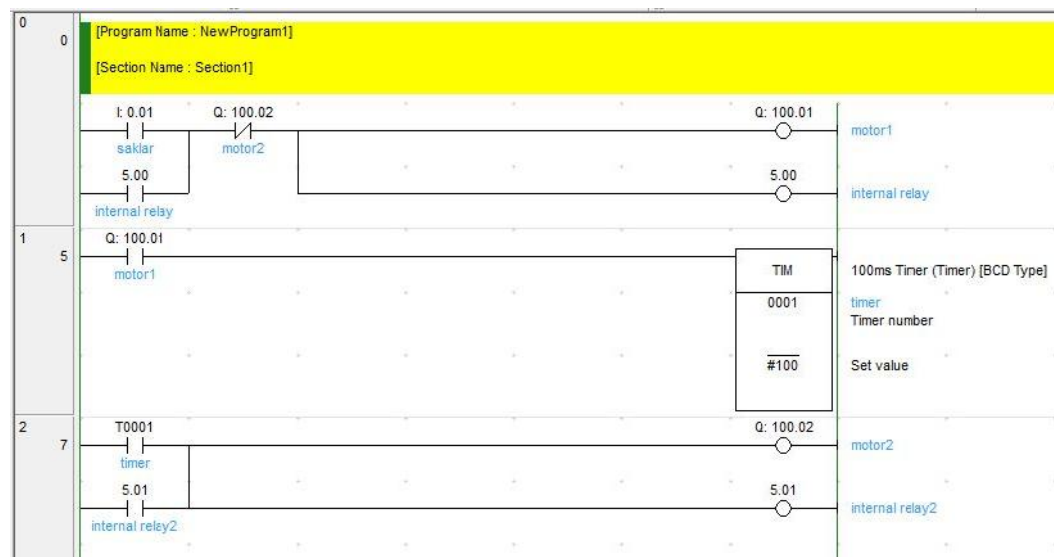 0
0
[Program Name : NewProgram1]
[Section Name : Section1]
I: 0.01
Q: 100.02
Q: 100.01
motor1
saklar
motor2
5.00
5.00
internal relay
internal relay
1
5
Q: 100.01
motor1
TIM
100ms Timer (Timer) [BCD Type]
0001
timer
Timer number
#100
Set value
2
7
T0001
Q: 100.02
motor2
timer
5.01
5.01
internal relay2
internal relay2